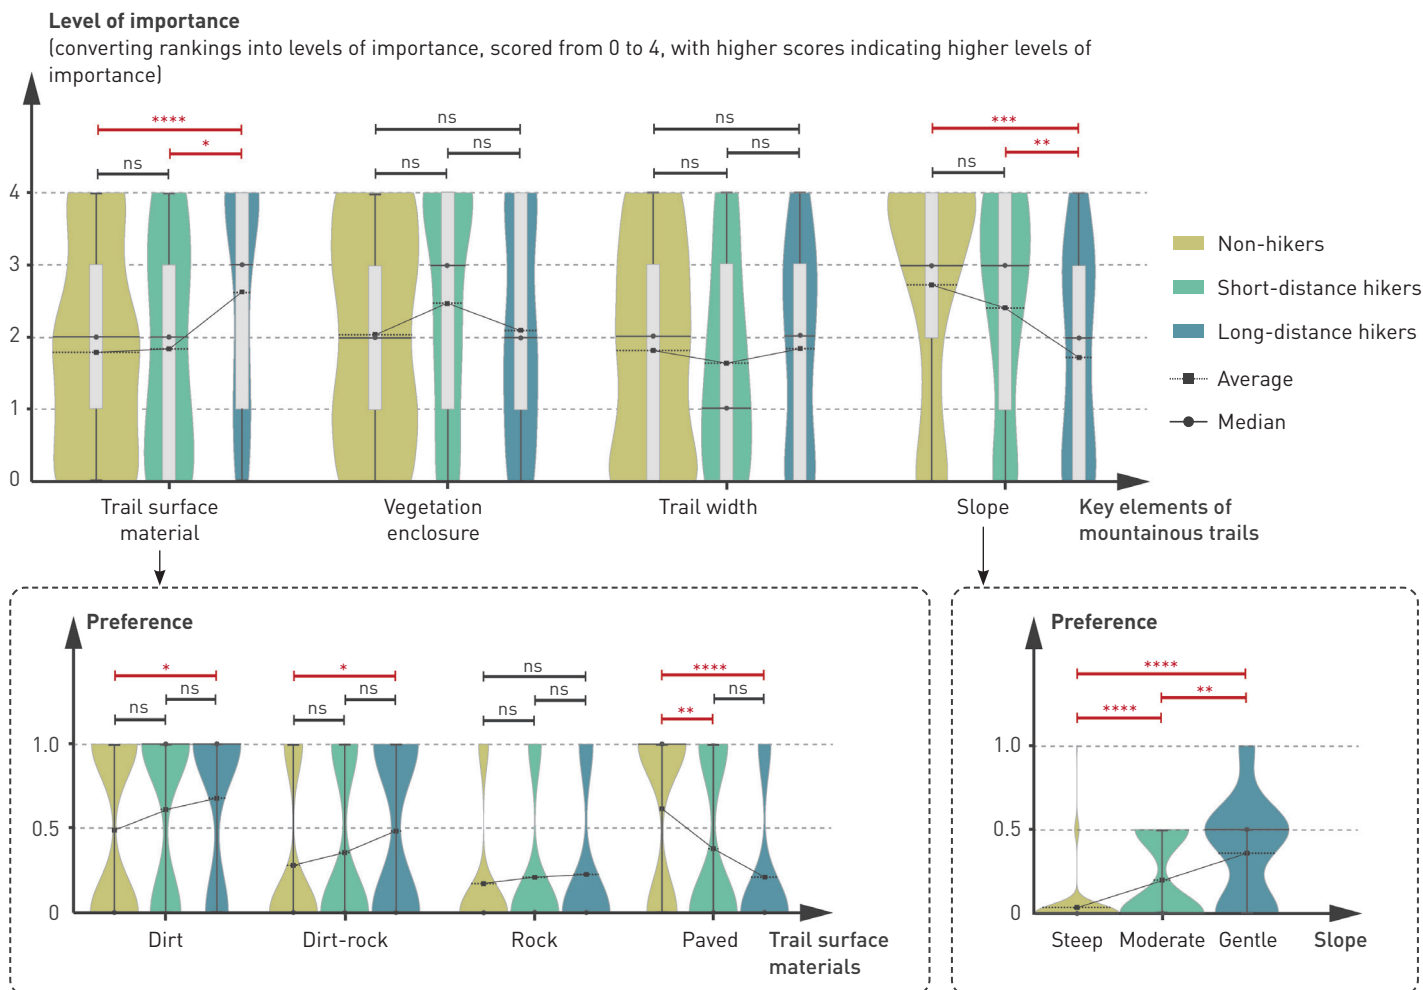 Level of importance
(converting rankings into levels of importance, scored from 0 to 4, with higher scores indicating higher levels of
importance)
****
*
ns
ns
ns
ns
ns
ns
ns
***
**
ns
4
3
2
1
0
Non-hikers
Short-distance hikers
Long-distance hikers
Average
Median
Trail surface
material
Vegetation
enclosure
Trail width
Slope
Key elements of
mountainous trails
Preference
*
ns
ns
*
ns
ns
ns
ns
ns
****
ns
**
1.0
0.5
0
Dirt
Dirt-rock
Rock
Paved
Trail surface
materials
Preference
****
**
****
1.0
0.5
0
Steep
Moderate
Gentle
Slope